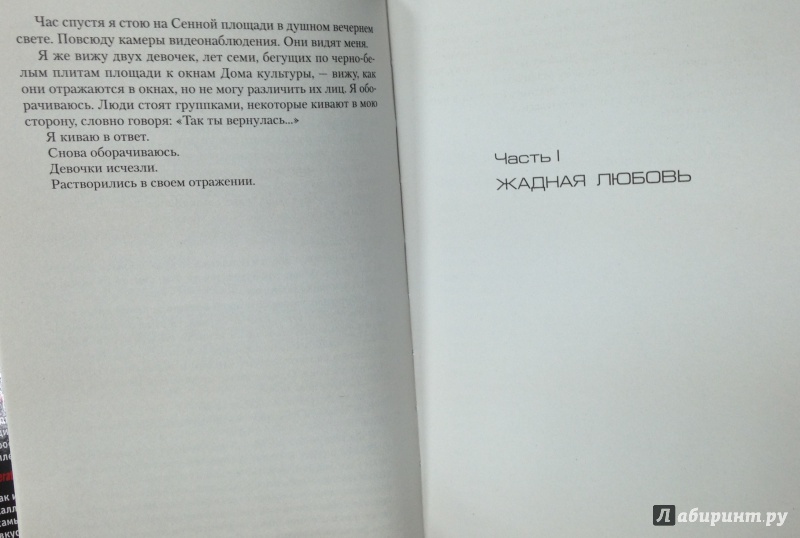 Час спустя я стою на Сенной площади в душном вечернем
свете. Повсюду камеры видеонаблюдения. Они видят меня.
Я же вижу двух девочек, лет семи, бегущих по черно-бе-
лым плитам площади к окнам Дома культуры, – вижу, как
они отражаются в окнах, но не могу различить их лиц. Я обо-
рачиваюсь. Люди стоят группками, некоторые кивают в мою
сторону, словно говоря: «Так ты вернулась...»
Я киваю в ответ.
Снова оборачиваюсь.
Девочки исчезли.
Растворились в своем отражении.
Часть I
ЖАДНАЯ ЛЮБОВЬ
Лабиринт.ру